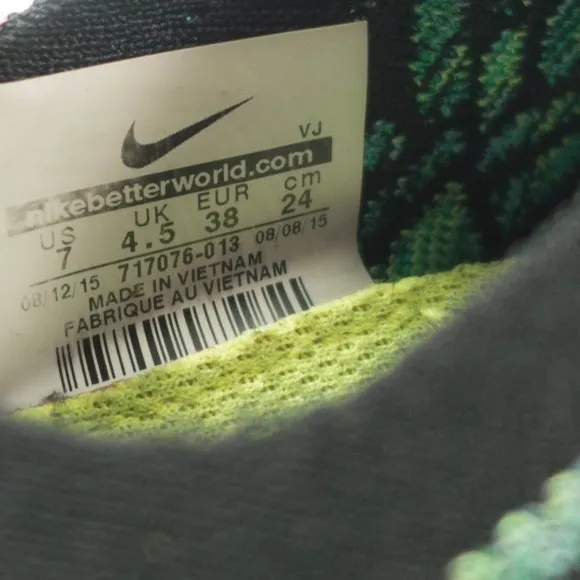 VJ
nikebetterworld.com
US UK EUR cm
7 4.5 38 24
08/12/15 717076-013 08/08/15
MADE IN VIETNAM
FABRIQUE AU VIETNAM